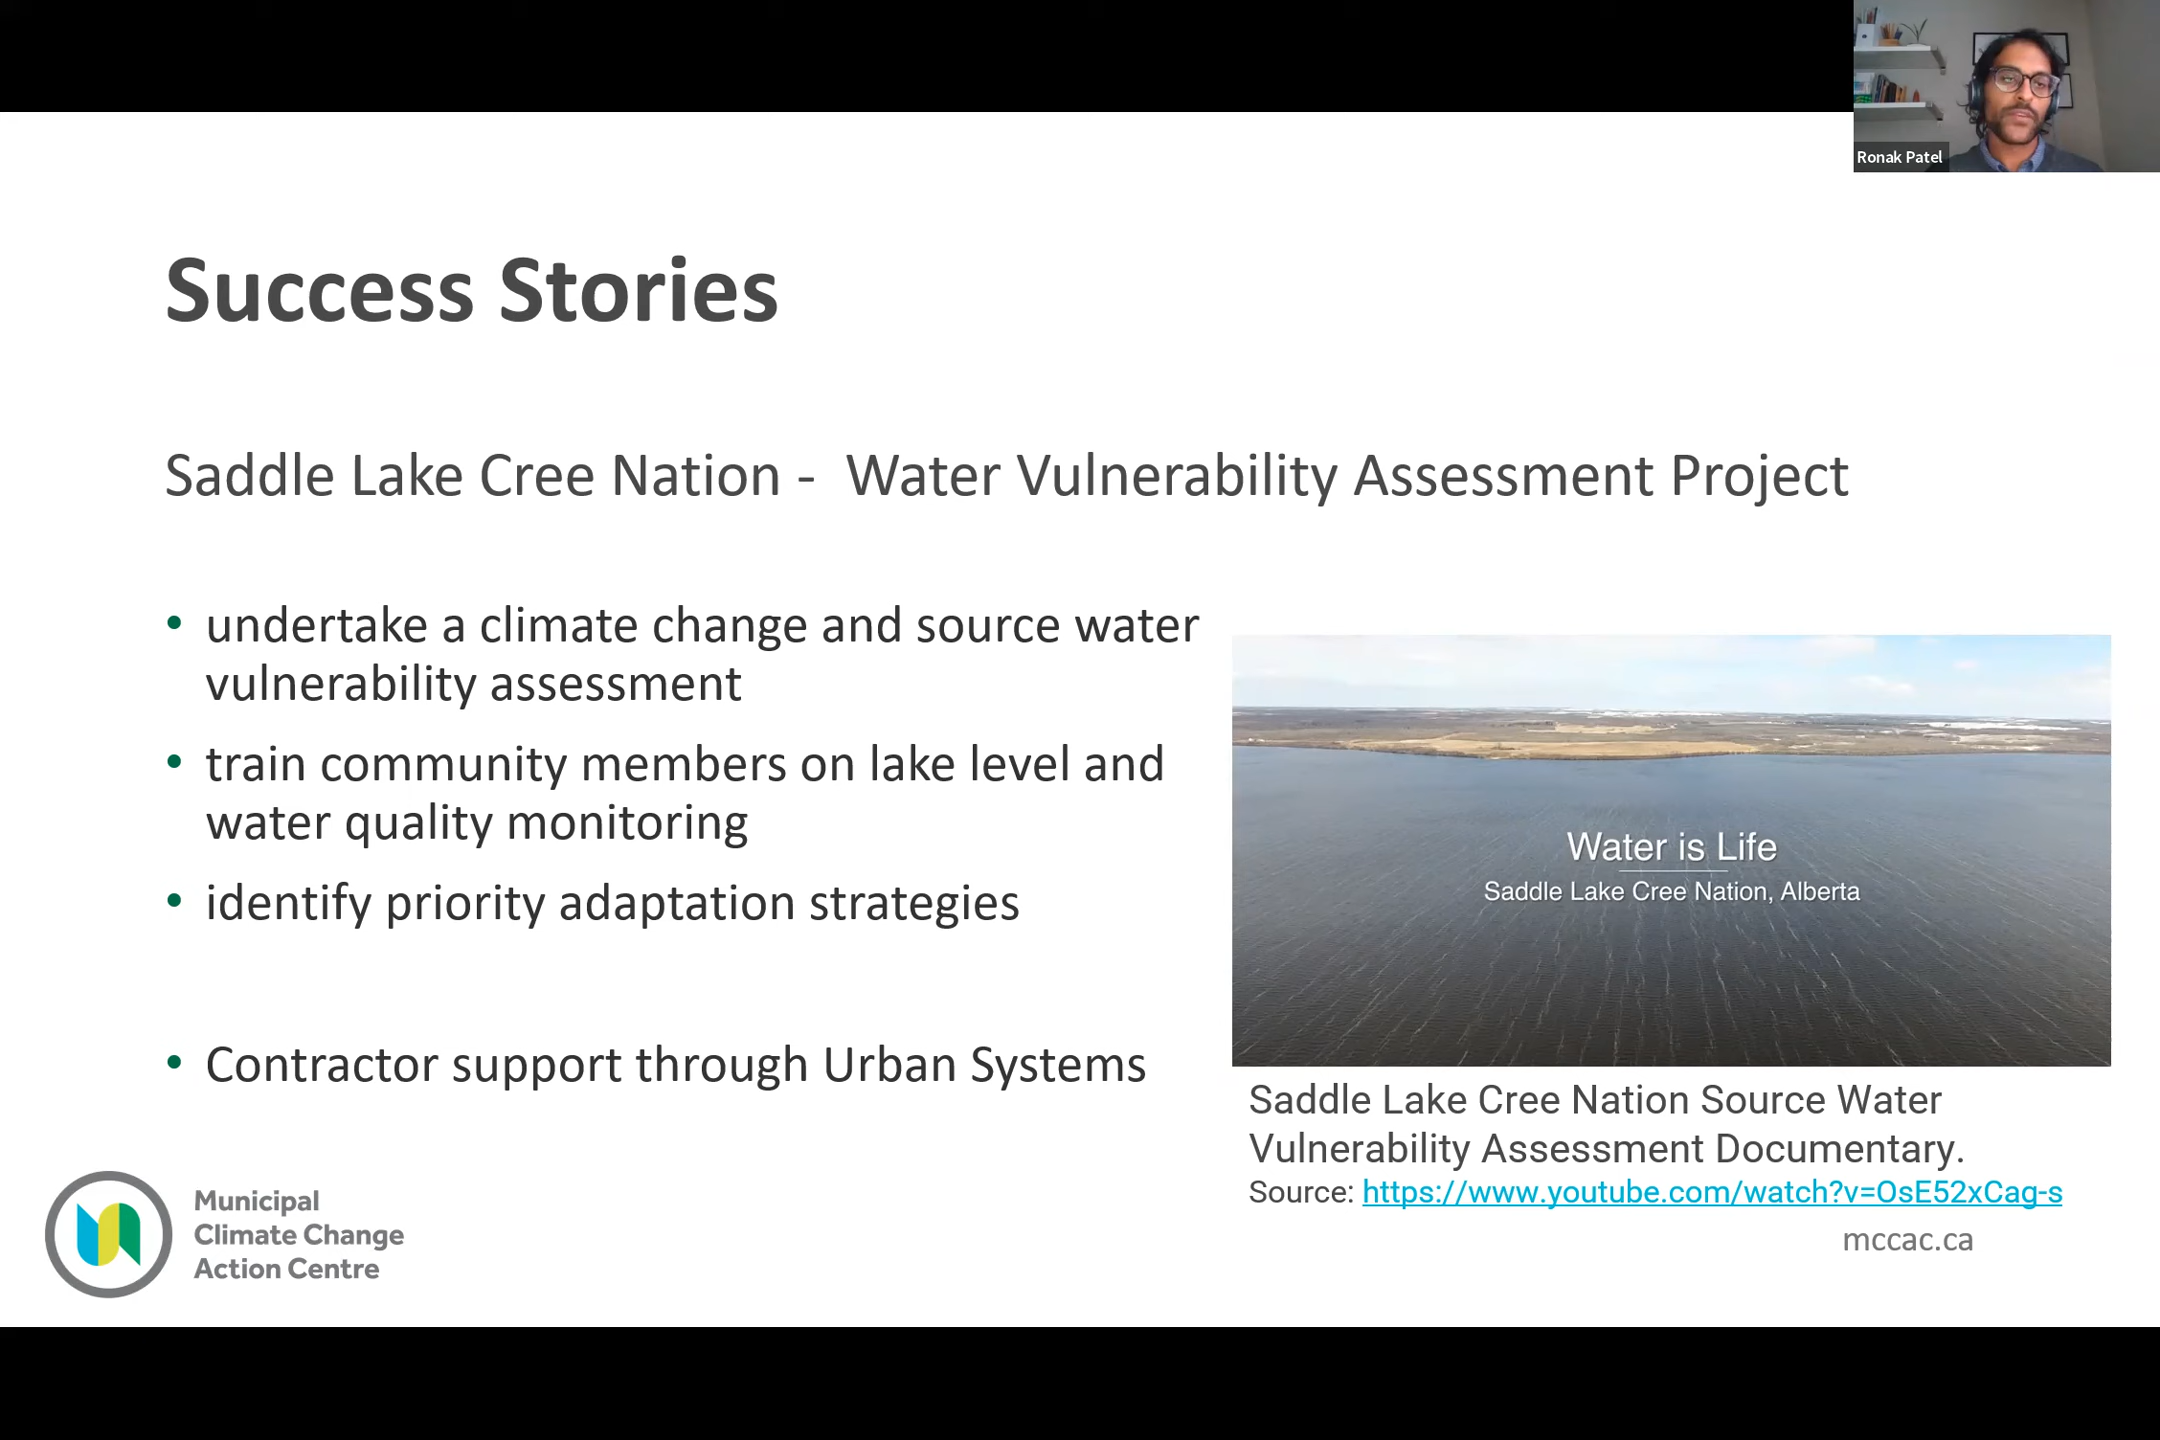 Ronak Patel
Success Stories
Saddle Lake Cree Nation - Water Vulnerability Assessment Project
• undertake a climate change and source water
vulnerability assessment
• train community members on lake level and
water quality monitoring
• identify priority adaptation strategies
• Contractor support through Urban Systems
Water is Life
Saddle Lake Cree Nation, Alberta
Saddle Lake Cree Nation Source Water
Vulnerability Assessment Documentary.
Source: https://www.youtube.com/watch?v=OsE52xCag-s
Municipal
Climate Change
Action Centre
mccac.ca